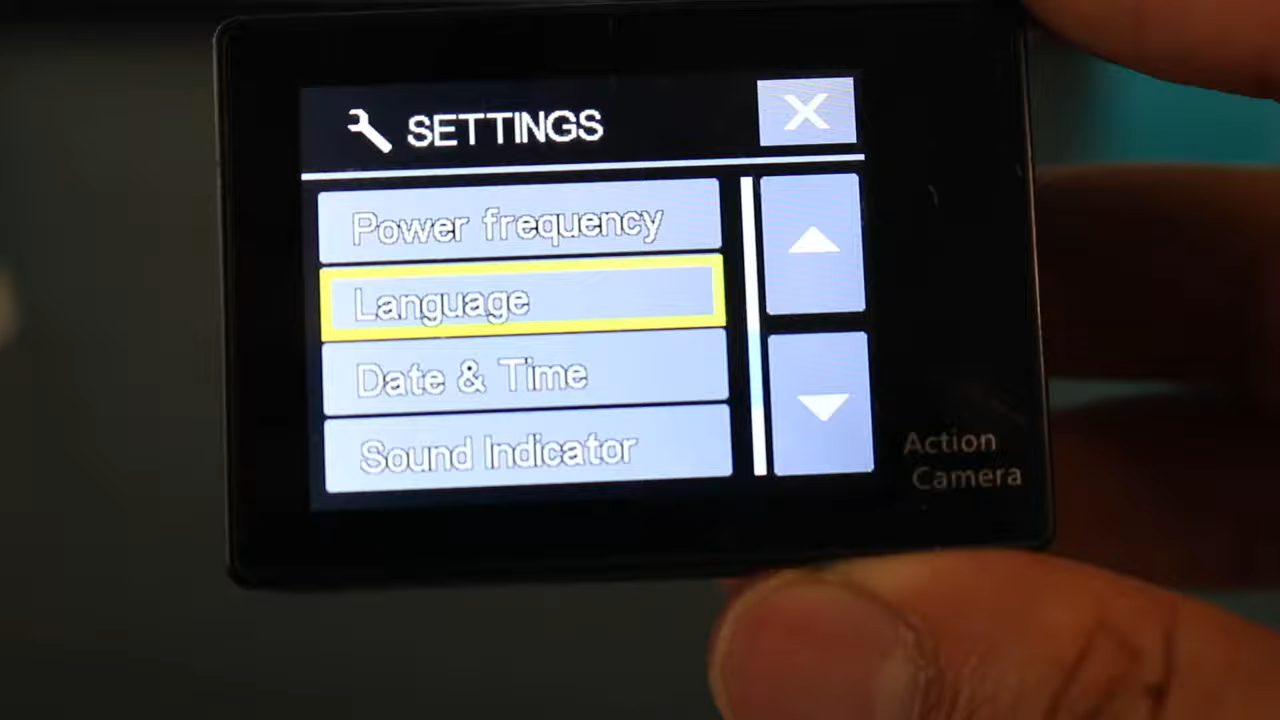 SETTINGS
Power frequency
Language
Date & Time
Sound Indicator
Action
Camera